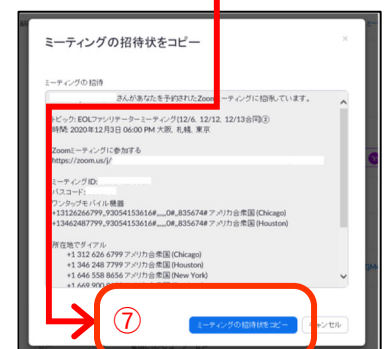 ミーティングの招待状をコピー
×
ミーティングの招待
さんがあなたを予約されたZoomミーティングに招待しています。
トピック: EOLファシリテーターミーティング(12/6. 12/12. 12/13合同)②
時間: 2020年12月3日 06:00 PM 大阪, 札幌, 東京
Zoomミーティングに参加する
https://zoom.us/j/
ミーティングID:
パスコード:
ワンタップモバイル機器
+13126266799,,93054153616#,,,,,,0#,,835674# アメリカ合衆国 (Chicago)
+13462487799,,93054153616#,,,,,,0#,,835674# アメリカ合衆国 (Houston)
所在地でダイアル
+1 312 626 6799 アメリカ合衆国 (Chicago)
+1 346 248 7799 アメリカ合衆国 (Houston)
+1 646 558 8656 アメリカ合衆国 (New York)
⑦
ミーティングの招待状をコピー
キャンセル